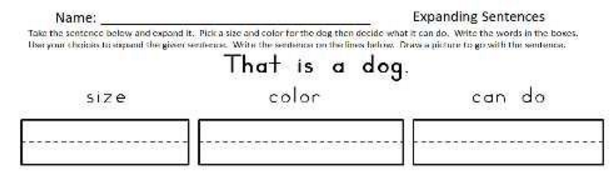 Name:
Expanding Sentences
Take the sentence below and expand it. Pick a size and color for the dog then decide what it can do. Write the words in the boxes.
Use your choices to expand the given sentence. Write the sentence on the lines below. Draw a picture to go with the sentence.
That is a dog.
size color can do